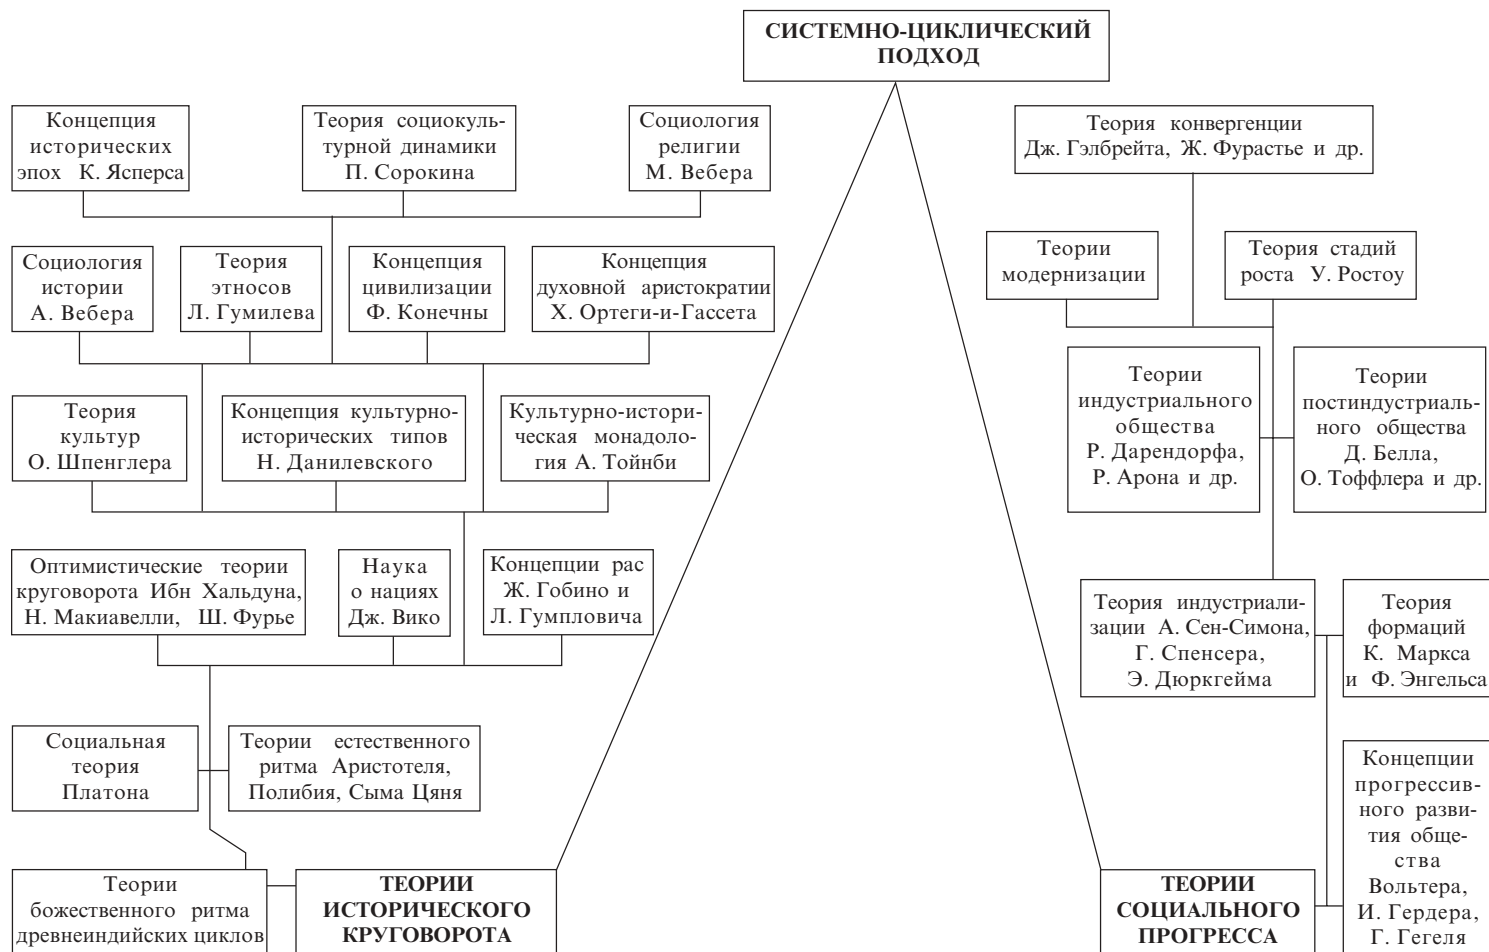 СИСТЕМНО-ЦИКЛИЧЕСКИЙ
ПОДХОД
Концепция
исторических
эпох К. Ясперса
Теория социокуль-
турной динамики
П. Сорокина
Социология
религии
М. Вебера
Теория конвергенции
Дж. Гэлбрейта, Ж. Фурастье и др.
Социология
истории
А. Вебера
Теория
этносов
Л. Гумилева
Концепция
цивилизации
Ф. Конечны
Концепция
духовной аристократии
Х. Ортеги-и-Гассета
Теории
модернизации
Теория стадий
роста У. Ростоу
Теория
культур
О. Шпенглера
Концепция культурно-
исторических типов
Н. Данилевского
Культурно-истори-
ческая монадоло-
гия А. Тойнби
Теории
индустриального
общества
Р. Дарендорфа,
Р. Арона и др.
Теории
постиндустриаль-
ного общества
Д. Белла,
О. Тоффлера и др.
Оптимистические теории
круговорота Ибн Хальдуна,
Н. Макиавелли, Ш. Фурье
Наука
о нациях
Дж. Вико
Концепции рас
Ж. Гобино и
Л. Гумпловича
Теория индустриали-
зации А. Сен-Симона,
Г. Спенсера,
Э. Дюркгейма
Теория
формаций
К. Маркса
и Ф. Энгельса
Социальная
теория
Платона
Теории естественного
ритма Аристотеля,
Полибия, Сыма Цяня
Концепции
прогрессив-
ного разви-
тия обще-
ства
Вольтера,
И. Гердера,
Г. Гегеля
Теории
божественного ритма
древнеиндийских циклов
ТЕОРИИ
ИСТОРИЧЕСКОГО
КРУГОВОРОТА
ТЕОРИИ
СОЦИАЛЬНОГО
ПРОГРЕССА